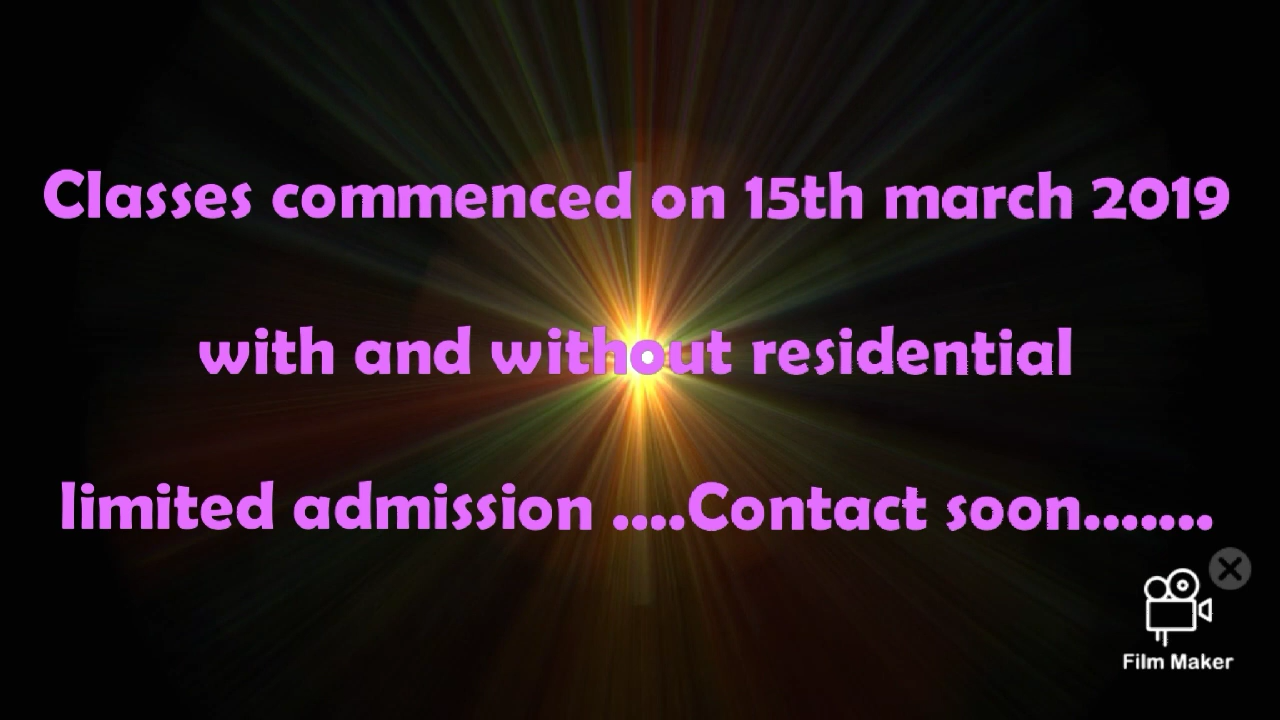 Classes commenced on 15th march 2019
with and without residential
limited admission ....Contact soon.......
Film Maker